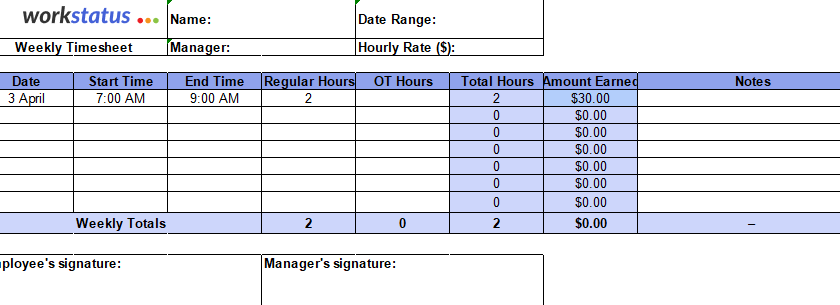 workstatus
Name: Date Range:
Weekly Timesheet Manager: Hourly Rate ($):
Date Start Time End Time Regular Hours OT Hours Total Hours Amount Earned Notes
3 April 7:00 AM 9:00 AM 2 2 $30.00
0 $0.00
0 $0.00
0 $0.00
0 $0.00
0 $0.00
0 $0.00
Weekly Totals 2 0 2 $0.00 –
ployee's signature: Manager's signature: